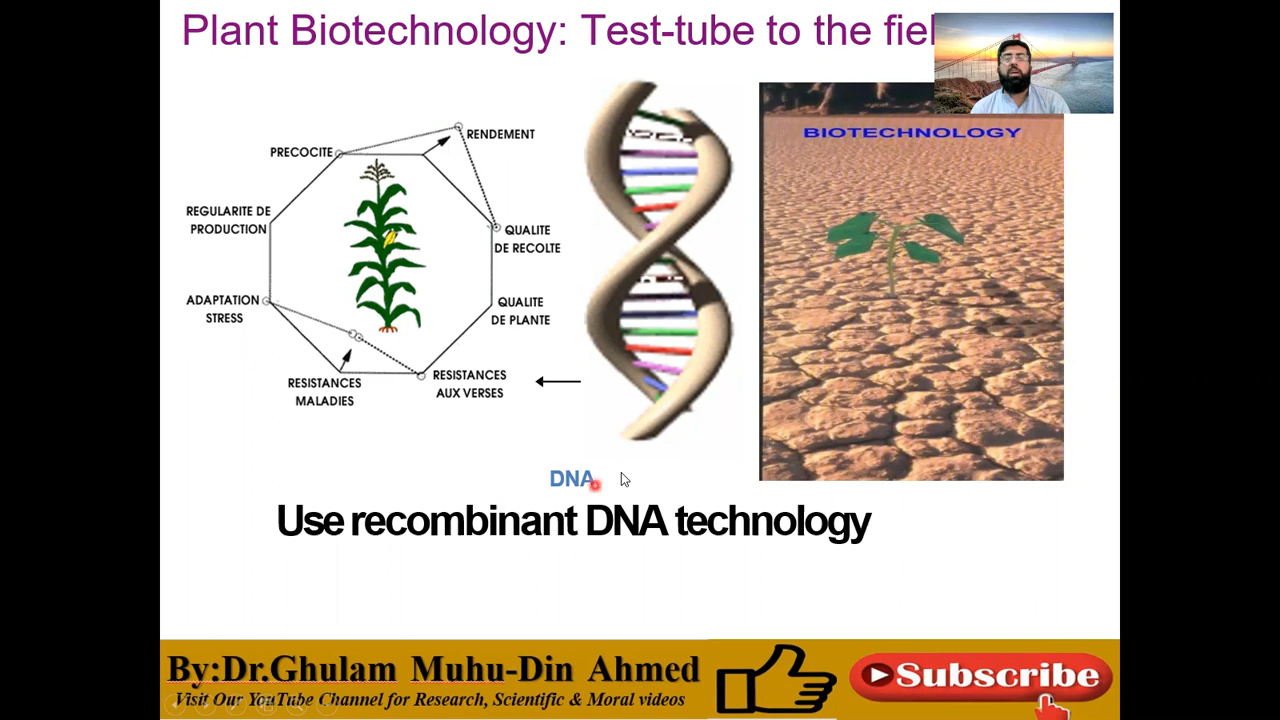 Plant Biotechnology: Test-tube to the fiel
BIOTECHNOLOGY
RENDEMENT
PRECOCITE
REGULARITE DE
PRODUCTION
QUALITE
DE RECOLTE
ADAPTATION
STRESS
QUALITE
DE PLANTE
RESISTANCES
MALADIES
RESISTANCES
AUX VERSES
DNA
Use recombinant DNA technology
By:Dr.Ghulam Muhu-Din Ahmed
Visit Our YouTube Channel for Research, Scientific & Moral videos
Subscribe